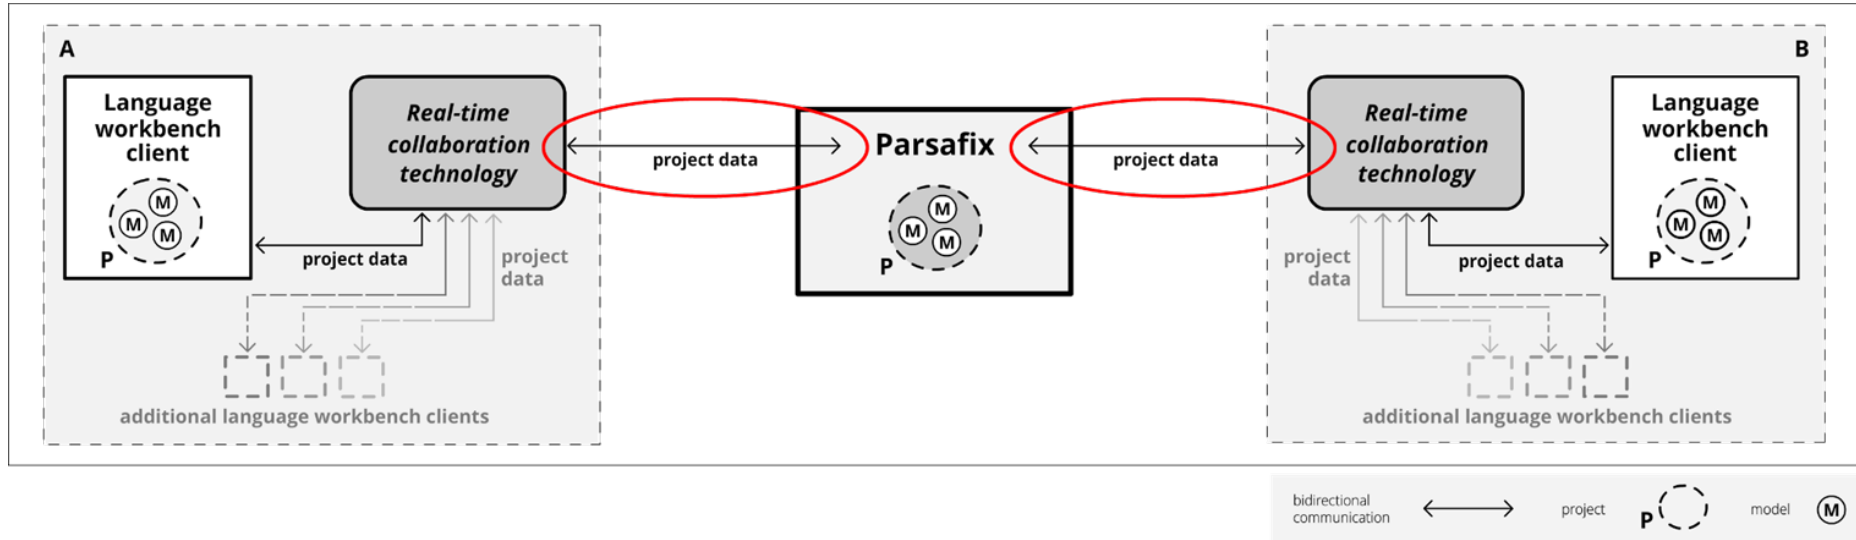 A
Language
workbench
client
M
M
M
P
Real-time
collaboration
technology
project data
project
data
additional language workbench clients
project data
Parsafix
M
M
M
P
project data
B
Real-time
collaboration
technology
Language
workbench
client
M
M
M
P
project
data
project data
additional language workbench clients
bidirectional
communication
project
P
model
M